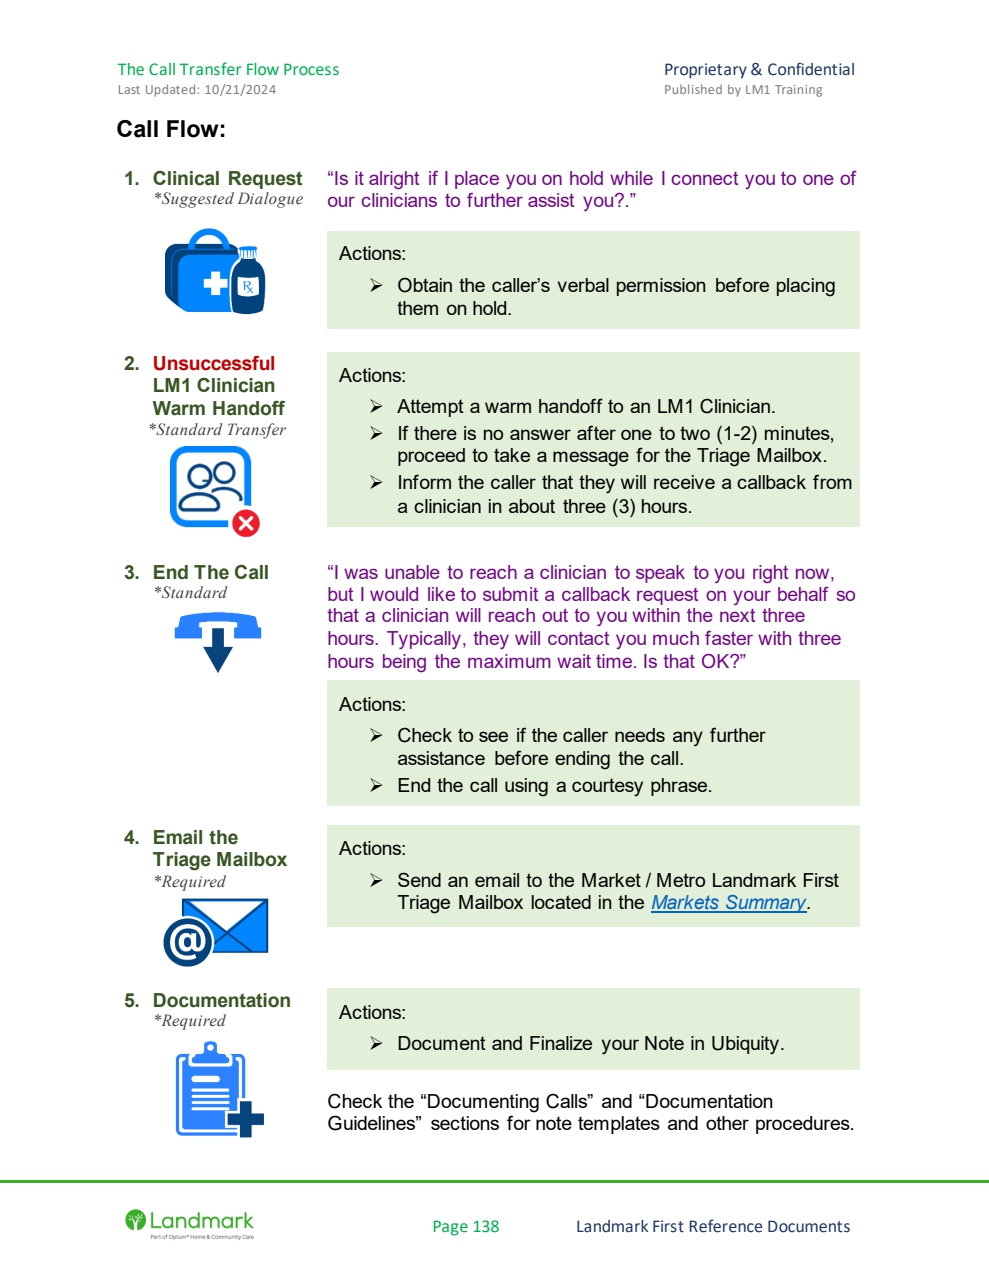 The Call Transfer Flow Process
Proprietary & Confidential
Last Updated: 10/21/2024
Published by LM1 Training
Call Flow:
1. Clinical Request
*Suggested Dialogue
“Is it alright if I place you on hold while I connect you to one of
our clinicians to further assist you?.”
Rx
Actions:
➢ Obtain the caller’s verbal permission before placing
them on hold.
2. Unsuccessful
LM1 Clinician
Warm Handoff
*Standard Transfer
Actions:
➢ Attempt a warm handoff to an LM1 Clinician.
➢ If there is no answer after one to two (1-2) minutes,
proceed to take a message for the Triage Mailbox.
➢ Inform the caller that they will receive a callback from
a clinician in about three (3) hours.
3. End The Call
*Standard
“I was unable to reach a clinician to speak to you right now,
but I would like to submit a callback request on your behalf so
that a clinician will reach out to you within the next three
hours. Typically, they will contact you much faster with three
hours being the maximum wait time. Is that OK?”
Actions:
➢ Check to see if the caller needs any further
assistance before ending the call.
➢ End the call using a courtesy phrase.
4. Email the
Triage Mailbox
*Required
@
Actions:
➢ Send an email to the Market / Metro Landmark First
Triage Mailbox located in the Markets Summary.
5. Documentation
*Required
Actions:
➢ Document and Finalize your Note in Ubiquity.
Check the “Documenting Calls” and “Documentation
Guidelines” sections for note templates and other procedures.
Landmark
Part of Optum® Home & Community Care
Page 138
Landmark First Reference Documents